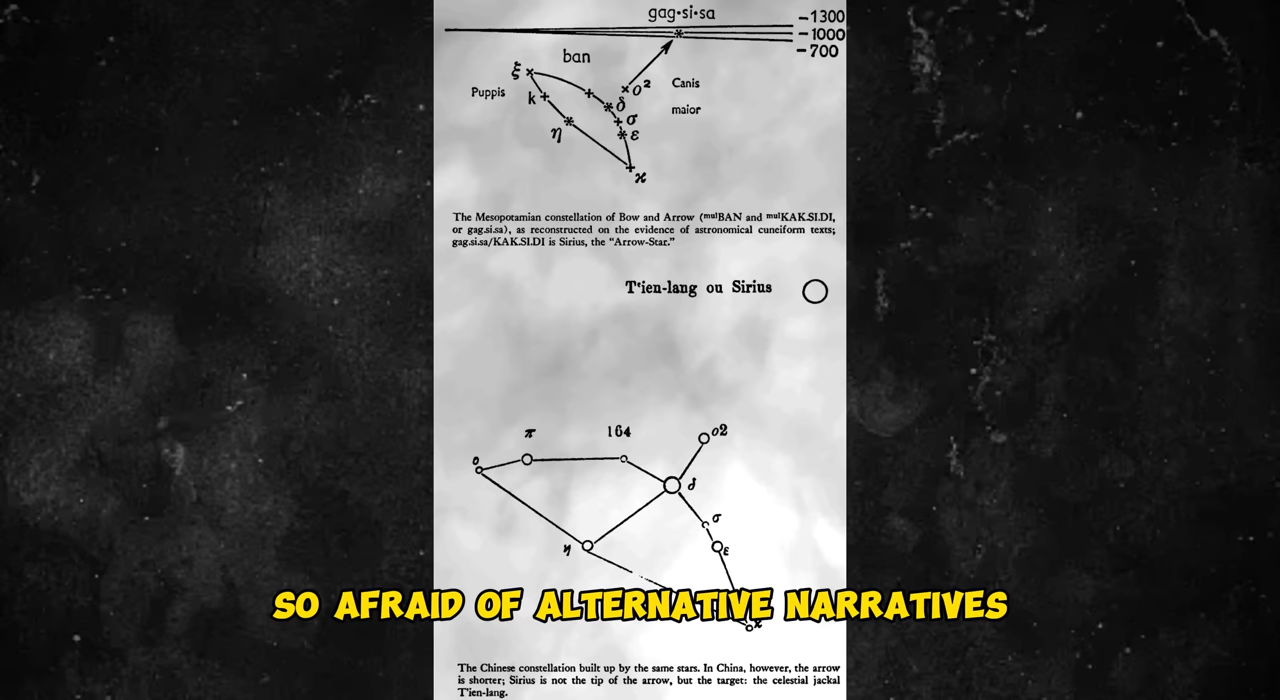 gag·si·sa
-1300
-1000
-700
ban
ξ
Puppis
k
η
o²
Canis
δ
maior
σ
ε
ϰ
The Mesopotamian constellation of Bow and Arrow (ᵐᵘˡBAN and ᵐᵘˡKAK.SI.DI,
or gag.si.sa), as reconstructed on the evidence of astronomical cuneiform texts;
gag.si.sa/KAK.SI.DI is Sirius, the “Arrow-Star.”
T‘ien-lang ou Sirius
π
164
o2
o
δ
σ
η
ε
SO AFRAID OF ALTERNATIVE NARRATIVES
ϰ
The Chinese constellation built up by the same stars. In China, however, the arrow
is shorter; Sirius is not the tip of the arrow, but the target: the celestial jackal
T‘ien-lang.